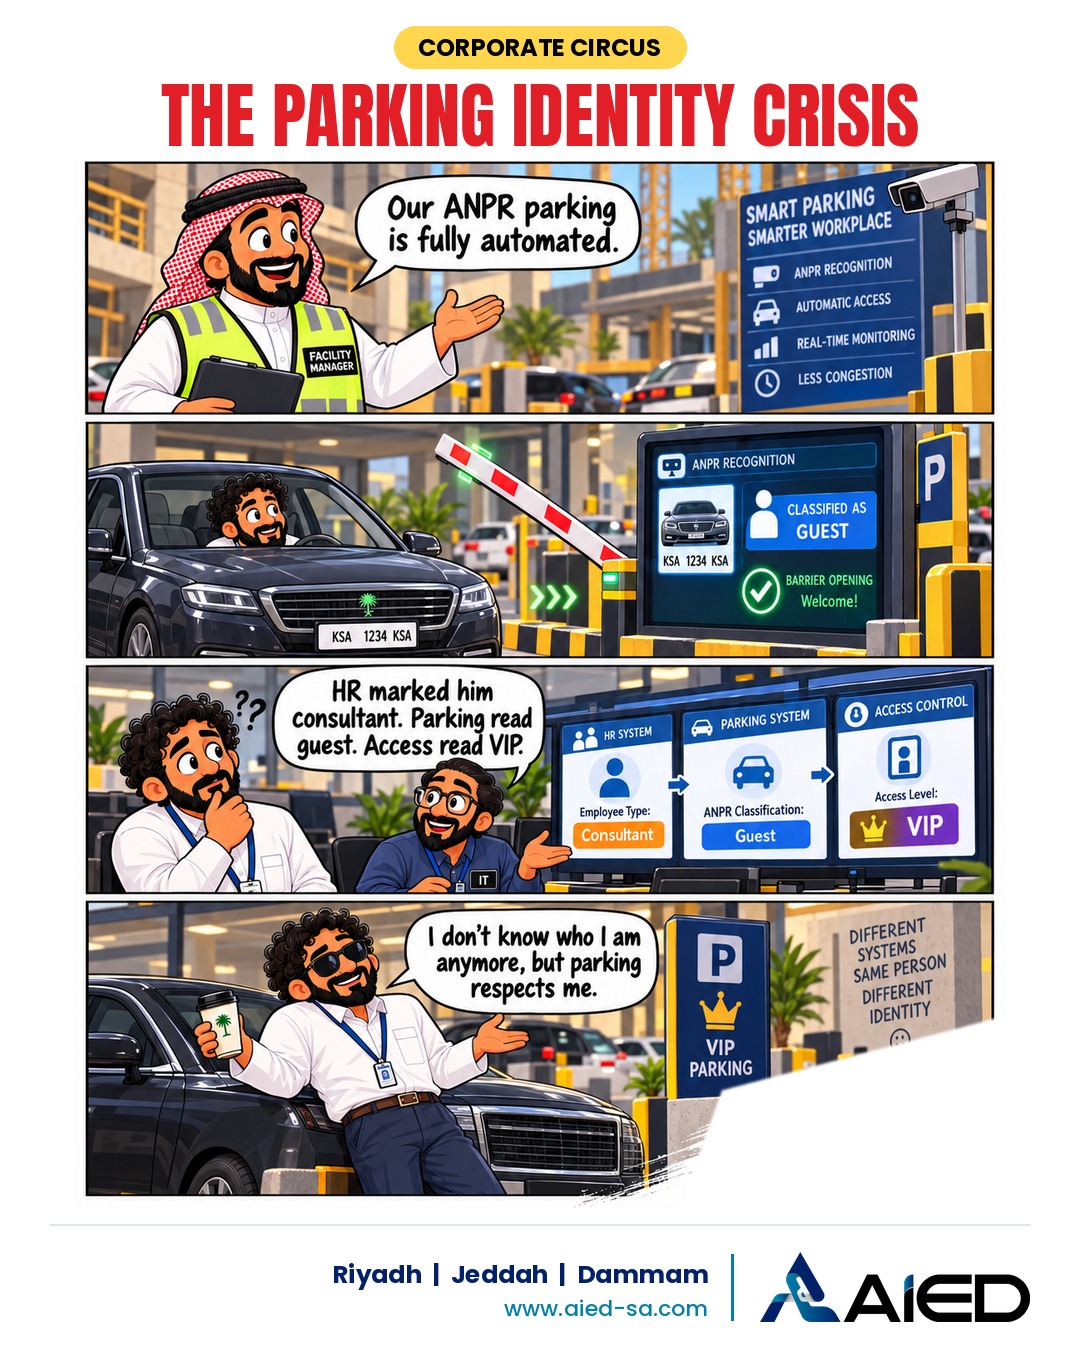 CORPORATE CIRCUS
THE PARKING IDENTITY CRISIS
Our ANPR parking
is fully automated.
FACILITY
MANAGER
SMART PARKING
SMARTER WORKPLACE
ANPR RECOGNITION
AUTOMATIC ACCESS
REAL-TIME MONITORING
LESS CONGESTION
KSA 1234 KSA
ANPR RECOGNITION
KSA 1234 KSA
CLASSIFIED AS
GUEST
BARRIER OPENING
Welcome!
P
??
HR marked him
consultant. Parking read
guest. Access read VIP.
IT
HR SYSTEM
Employee Type:
Consultant
PARKING SYSTEM
ANPR Classification:
Guest
ACCESS CONTROL
Access Level:
VIP
I don't know who I am
anymore, but parking
respects me.
P
VIP
PARKING
DIFFERENT
SYSTEMS
SAME PERSON
DIFFERENT
IDENTITY
Riyadh | Jeddah | Dammam
www.aied-sa.com
AiED